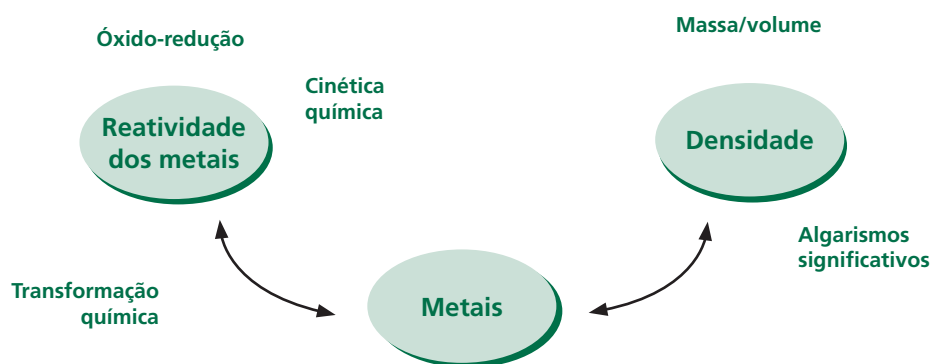 Óxido-redução
Massa/volume
Cinética
química
Reatividade
dos metais
Densidade
Algarismos
significativos
Transformação
química
Metais